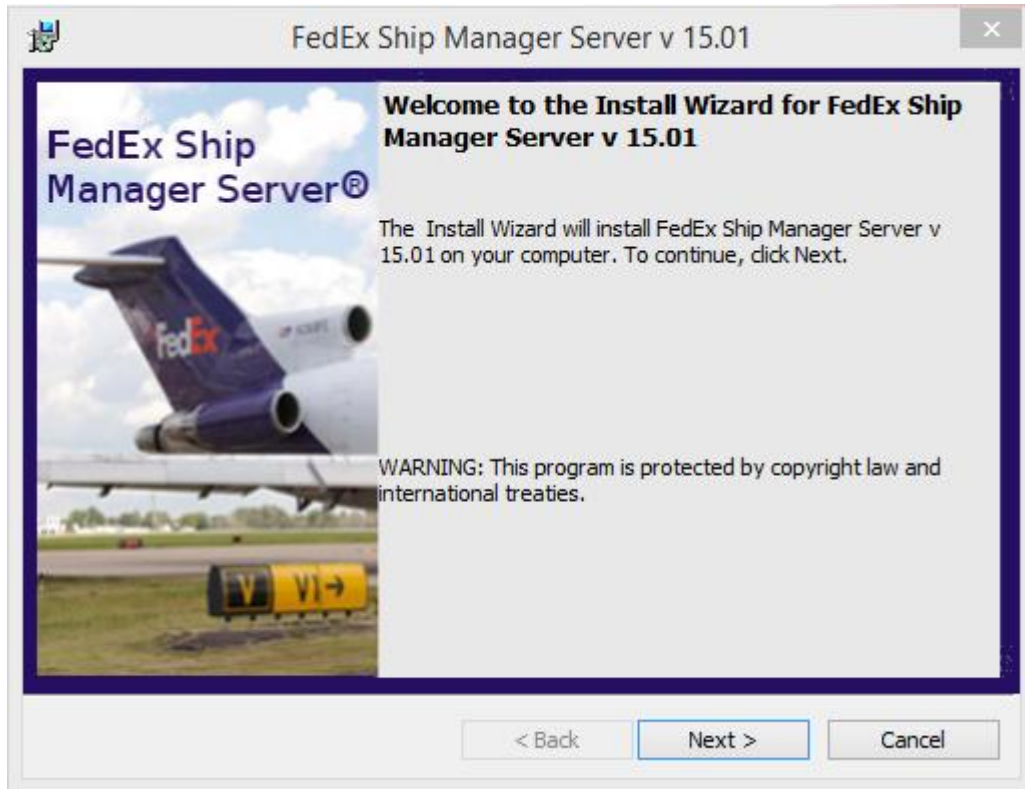 FedEx Ship Manager Server v 15.01
Welcome to the Install Wizard for FedEx Ship
Manager Server v 15.01
FedEx Ship
Manager Server®
The Install Wizard will install FedEx Ship Manager Server v
15.01 on your computer. To continue, click Next.
FedEx
WARNING: This program is protected by copyright law and
international treaties.
V V1→
< Back
Next >
Cancel